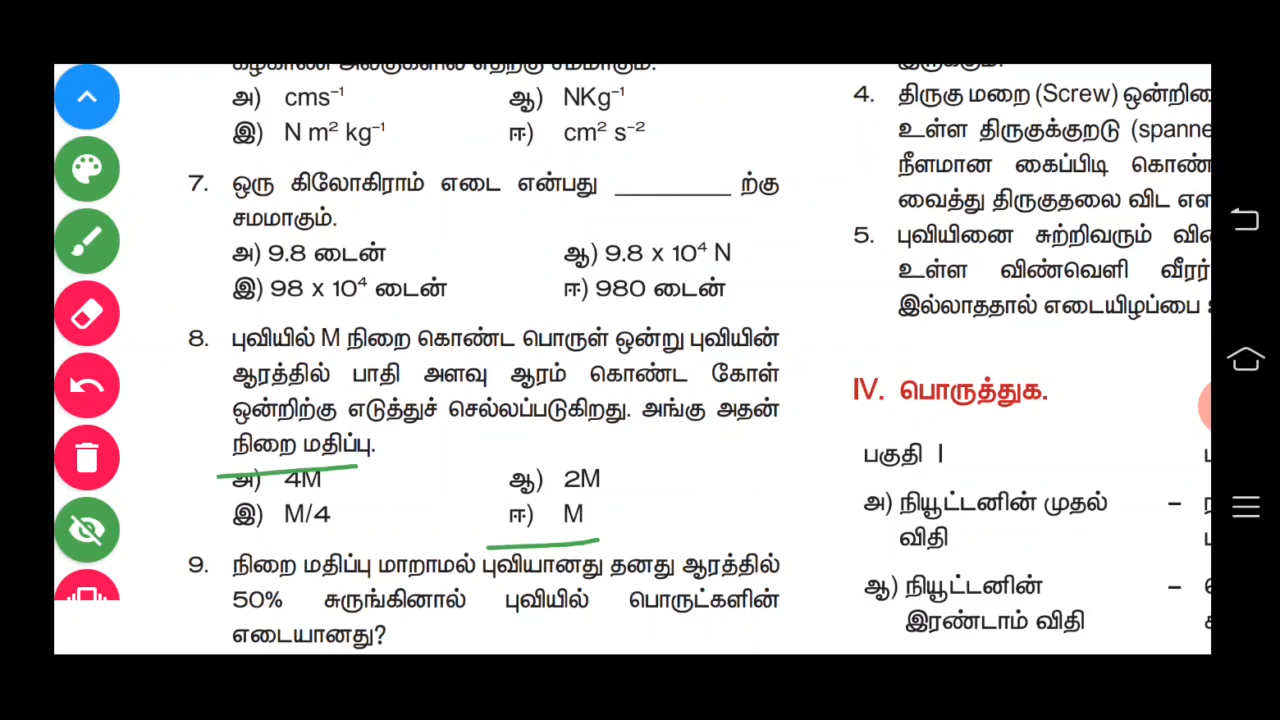 அ) cms⁻¹ ஆ) NKg⁻¹
இ) N m² kg⁻¹ ஈ) cm² s⁻²
7. ஒரு கிலோகிராம் எடை என்பது ________ ற்கு
சமமாகும்.
அ) 9.8 டைன் ஆ) 9.8 x 10⁴ N
இ) 98 x 10⁴ டைன் ஈ) 980 டைன்
8. புவியில் M நிறை கொண்ட பொருள் ஒன்று புவியின்
ஆரத்தில் பாதி அளவு ஆரம் கொண்ட கோள்
ஒன்றிற்கு எடுத்துச் செல்லப்படுகிறது. அங்கு அதன்
நிறை மதிப்பு.
அ) 4M ஆ) 2M
இ) M/4 ஈ) M
9. நிறை மதிப்பு மாறாமல் புவியானது தனது ஆரத்தில்
50% சுருங்கினால் புவியில் பொருட்களின்
எடையானது?
4. திருகு மறை (Screw)
உள்ள திருகுக்குறடு
நீளமான கைப்பிடி
வைத்து திருகுதலை விட
5. புவியினை சுற்றிவரும்
உள்ள விண்வெளி வீரர்
இல்லாததால் எடையிழப்பை
IV. பொருத்துக.
பகுதி I
அ) நியூட்டனின் முதல் –
விதி
ஆ) நியூட்டனின் –
இரண்டாம் விதி